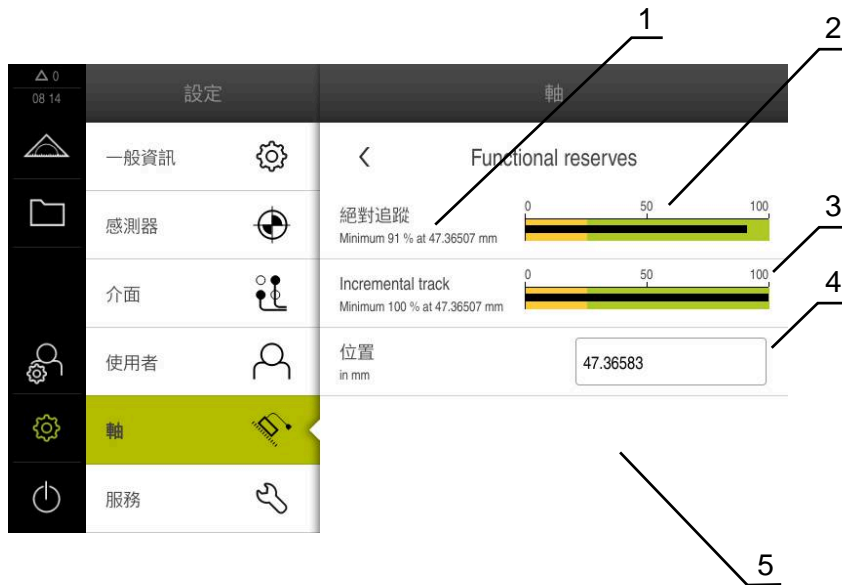 1
2
△ 0
08 14
設定
軸
一般資訊
Functional reserves
感測器
絕對追蹤
Minimum 91 % at 47.36507 mm
0 50 100
3
介面
Incremental track
Minimum 100 % at 47.36507 mm
0 50 100
4
使用者
位置
in mm
47.36583
軸
服務
5